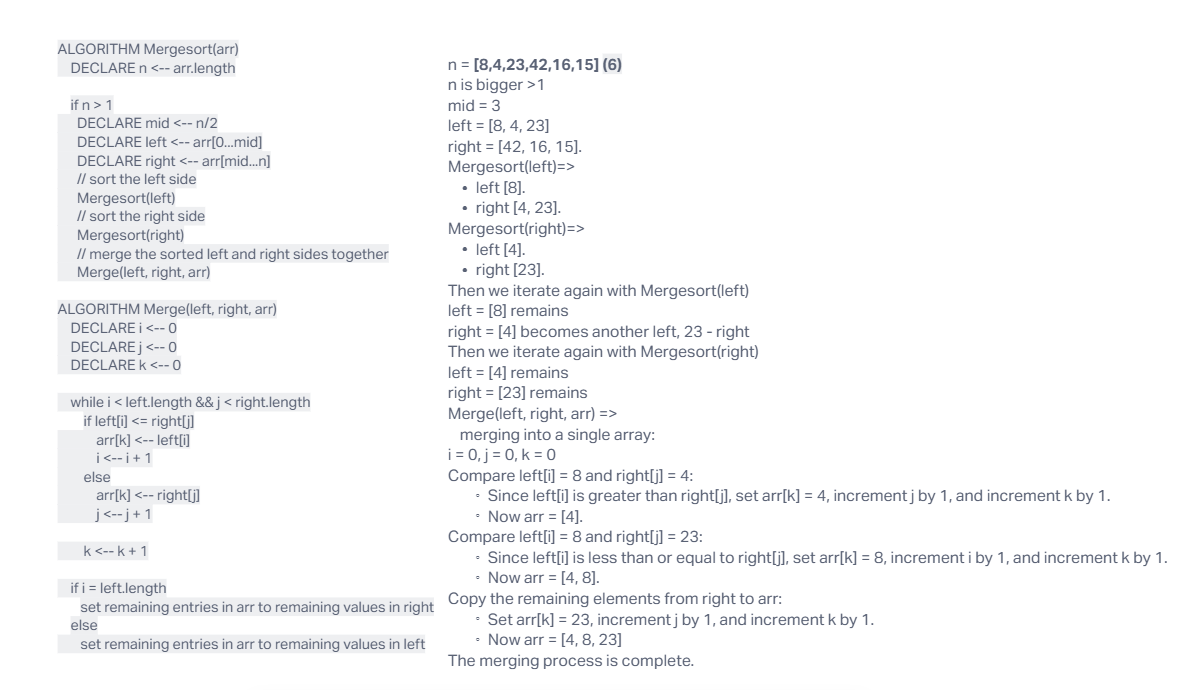 ALGORITHM Mergesort(arr)
DECLARE n <-- arr.length
if n > 1
DECLARE mid <-- n/2
DECLARE left <-- arr[0...mid]
DECLARE right <-- arr[mid...n]
// sort the left side
Mergesort(left)
// sort the right side
Mergesort(right)
// merge the sorted left and right sides together
Merge(left, right, arr)
ALGORITHM Merge(left, right, arr)
DECLARE i <-- 0
DECLARE j <-- 0
DECLARE k <-- 0
while i < left.length && j < right.length
if left[i] <= right[j]
arr[k] <-- left[i]
i <-- i + 1
else
arr[k] <-- right[j]
j <-- j + 1
k <-- k + 1
if i = left.length
set remaining entries in arr to remaining values in right
else
set remaining entries in arr to remaining values in left
n = [8,4,23,42,16,15] (6)
n is bigger >1
mid = 3
left = [8, 4, 23]
right = [42, 16, 15].
Mergesort(left)=>
• left [8].
• right [4, 23].
Mergesort(right)=>
• left [4].
• right [23].
Then we iterate again with Mergesort(left)
left = [8] remains
right = [4] becomes another left, 23 - right
Then we iterate again with Mergesort(right)
left = [4] remains
right = [23] remains
Merge(left, right, arr) =>
merging into a single array:
i = 0, j = 0, k = 0
Compare left[i] = 8 and right[j] = 4:
◦ Since left[i] is greater than right[j], set arr[k] = 4, increment j by 1, and increment k by 1.
◦ Now arr = [4].
Compare left[i] = 8 and right[j] = 23:
◦ Since left[i] is less than or equal to right[j], set arr[k] = 8, increment i by 1, and increment k by 1.
◦ Now arr = [4, 8].
Copy the remaining elements from right to arr:
◦ Set arr[k] = 23, increment j by 1, and increment k by 1.
◦ Now arr = [4, 8, 23]
The merging process is complete.